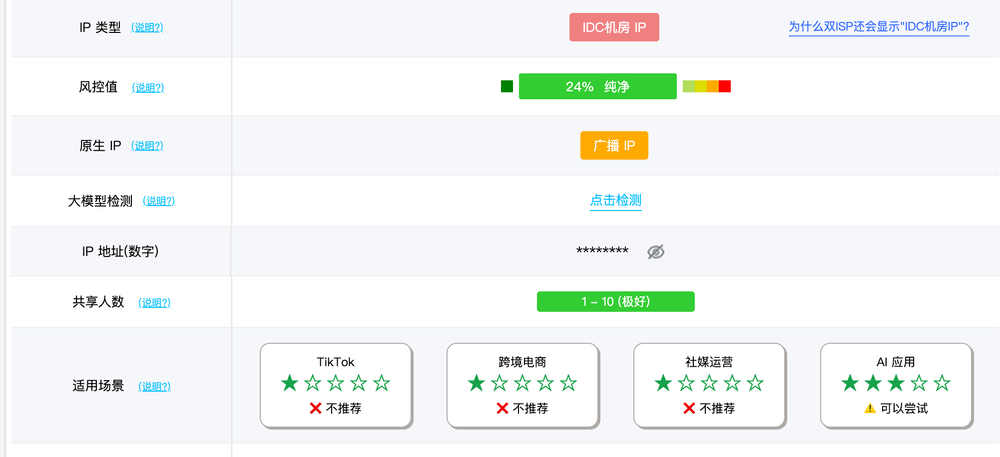 IP 类型 (说明?) IDC机房 IP 为什么双ISP还会显示"IDC机房IP"?
风控值 (说明?) 24% 纯净
原生 IP (说明?) 广播 IP
大模型检测 (说明?) 点击检测
IP 地址(数字) ********
共享人数 (说明?) 1 – 10 (极好)
适用场景 (说明?)
TikTok
不推荐
跨境电商
不推荐
社媒运营
不推荐
AI 应用
可以尝试